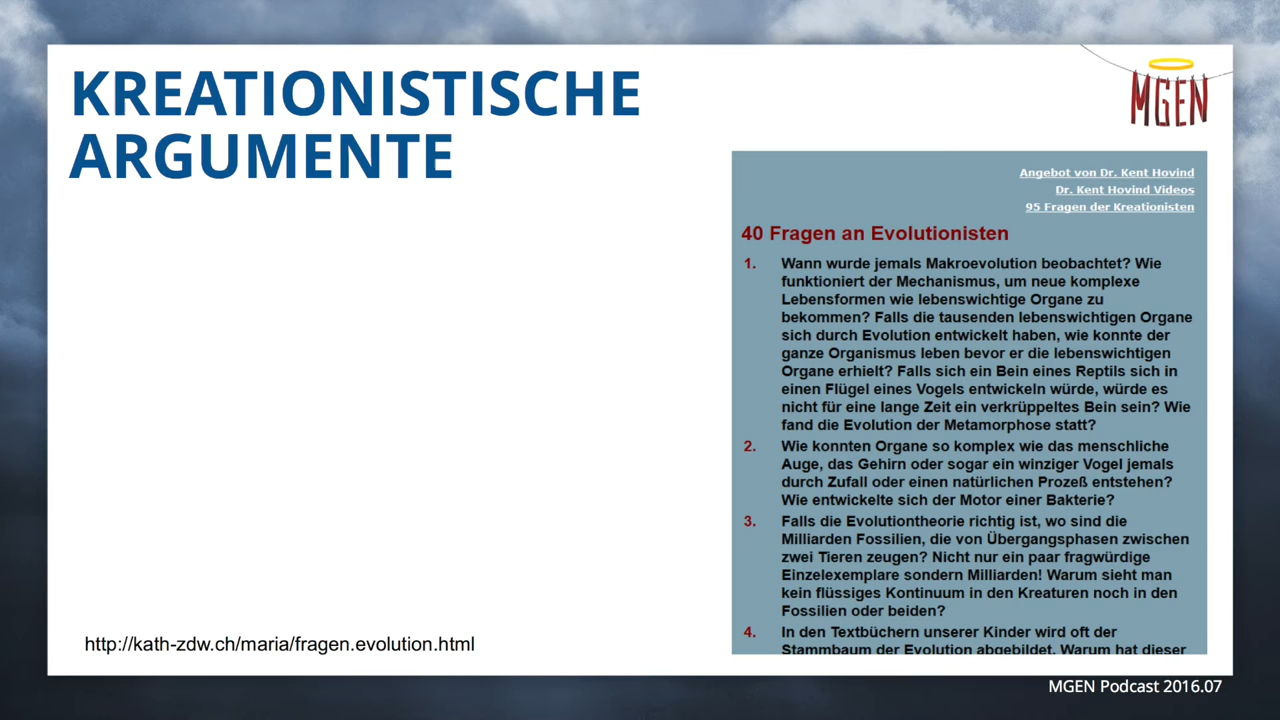 KREATIONISTISCHE
ARGUMENTE
MGEN
Angebot von Dr. Kent Hovind
Dr. Kent Hovind Videos
95 Fragen der Kreationisten
40 Fragen an Evolutionisten
1. Wann wurde jemals Makroevolution beobachtet? Wie
funktioniert der Mechanismus, um neue komplexe
Lebensformen wie lebenswichtige Organe zu
bekommen? Falls die tausenden lebenswichtigen Organe
sich durch Evolution entwickelt haben, wie konnte der
ganze Organismus leben bevor er die lebenswichtigen
Organe erhielt? Falls sich ein Bein eines Reptils sich in
einen Flügel eines Vogels entwickeln würde, würde es
nicht für eine lange Zeit ein verkrüppeltes Bein sein? Wie
fand die Evolution der Metamorphose statt?
2. Wie konnten Organe so komplex wie das menschliche
Auge, das Gehirn oder sogar ein winziger Vogel jemals
durch Zufall oder einen natürlichen Prozeß entstehen?
Wie entwickelte sich der Motor einer Bakterie?
3. Falls die Evolutiontheorie richtig ist, wo sind die
Milliarden Fossilien, die von Übergangsphasen zwischen
zwei Tieren zeugen? Nicht nur ein paar fragwürdige
Einzelexemplare sondern Milliarden! Warum sieht man
kein flüssiges Kontinuum in den Kreaturen noch in den
Fossilien oder beiden?
4. In den Textbüchern unserer Kinder wird oft der
Stammbaum der Evolution abgebildet. Warum hat dieser
http://kath-zdw.ch/maria/fragen.evolution.html
MGEN Podcast 2016.07